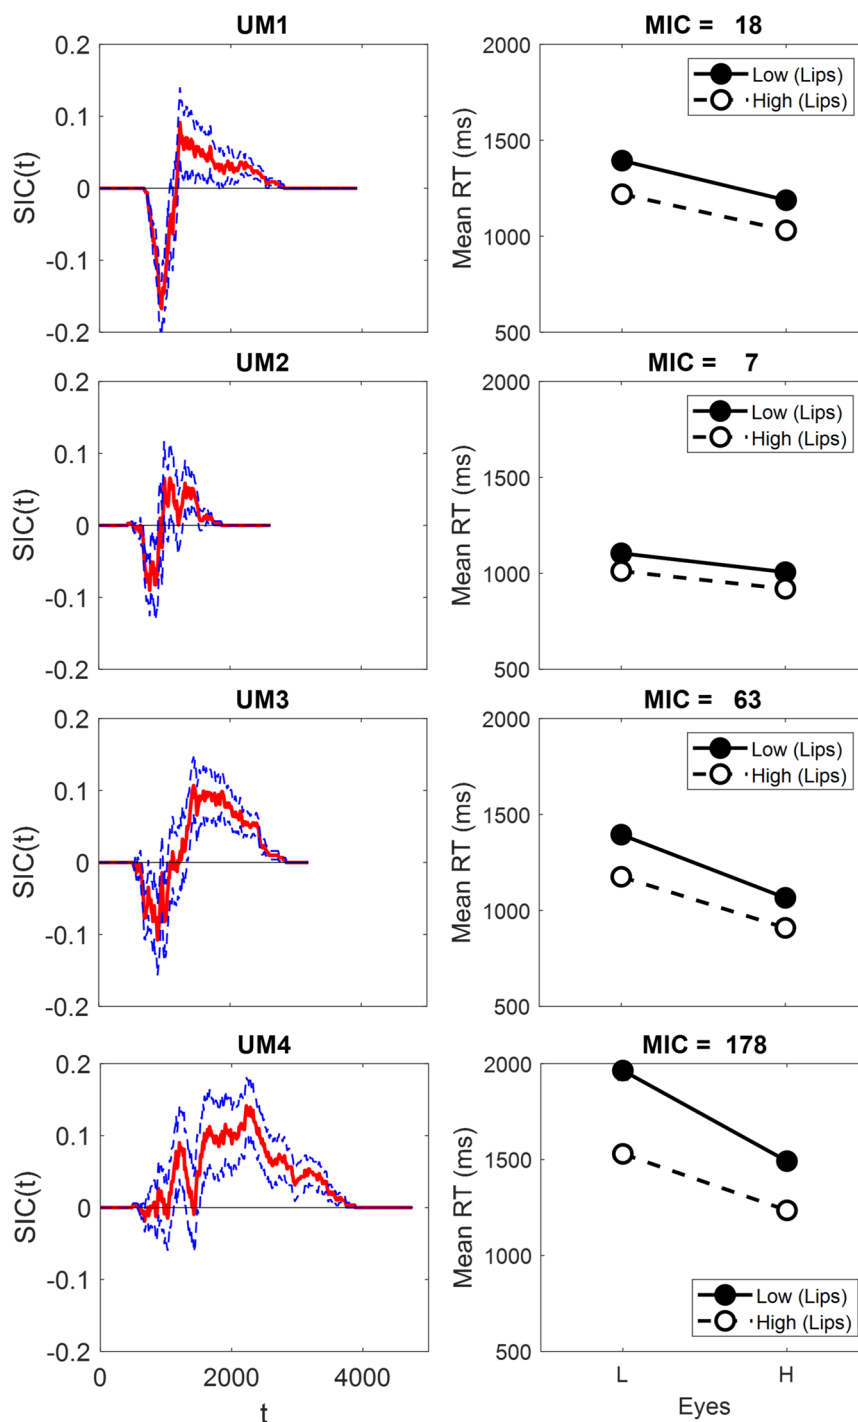 UM1
MIC = 18
0.2
0.1
0
-0.1
-0.2
SIC(t)
2000
1500
1000
500
Mean RT (ms)
Low (Lips)
High (Lips)
UM2
MIC = 7
0.2
0.1
0
-0.1
-0.2
SIC(t)
2000
1500
1000
500
Mean RT (ms)
Low (Lips)
High (Lips)
UM3
MIC = 63
0.2
0.1
0
-0.1
-0.2
SIC(t)
2000
1500
1000
500
Mean RT (ms)
Low (Lips)
High (Lips)
UM4
MIC = 178
0.2
0.1
0
-0.1
-0.2
SIC(t)
0 2000 4000
t
2000
1500
1000
500
Mean RT (ms)
Low (Lips)
High (Lips)
L H
Eyes